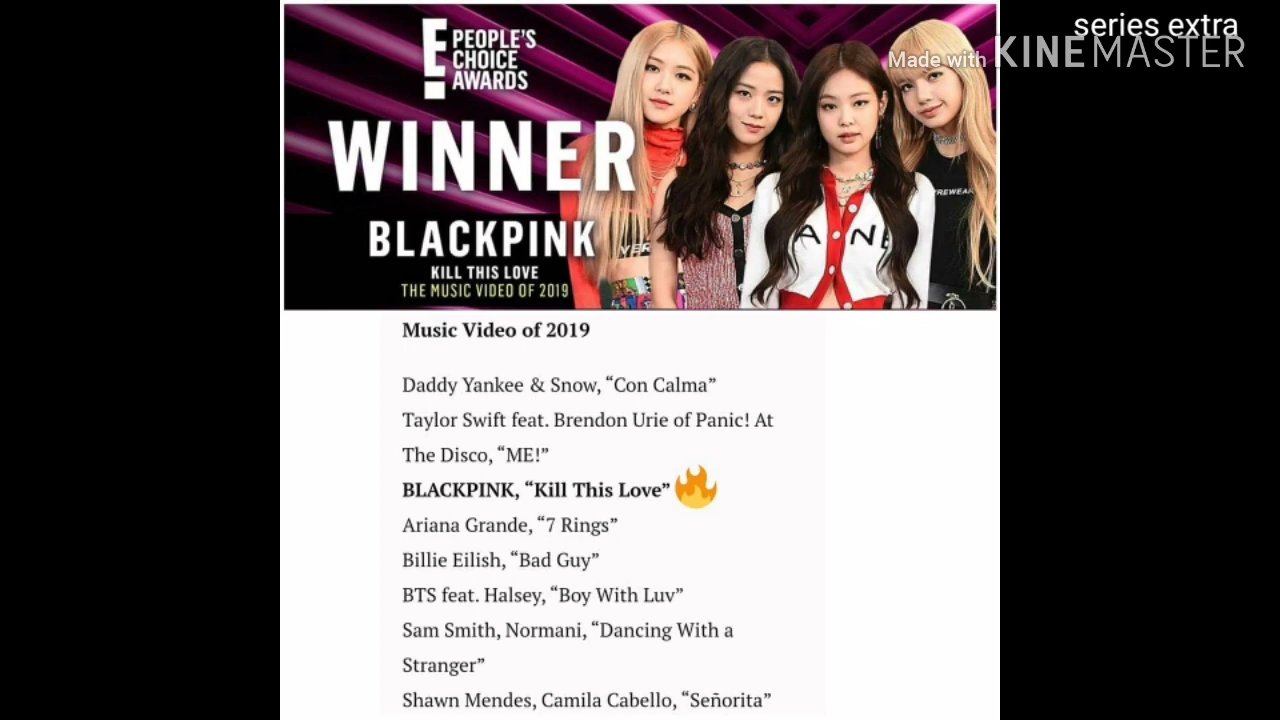 series extra
Made with KINEMASTER
E!
PEOPLE'S
CHOICE
AWARDS
WINNER
BLACKPINK
KILL THIS LOVE
THE MUSIC VIDEO OF 2019
Music Video of 2019
Daddy Yankee & Snow, “Con Calma”
Taylor Swift feat. Brendon Urie of Panic! At
The Disco, “ME!”
BLACKPINK, “Kill This Love”🔥
Ariana Grande, “7 Rings”
Billie Eilish, “Bad Guy”
BTS feat. Halsey, “Boy With Luv”
Sam Smith, Normani, “Dancing With a
Stranger”
Shawn Mendes, Camila Cabello, “Señorita”